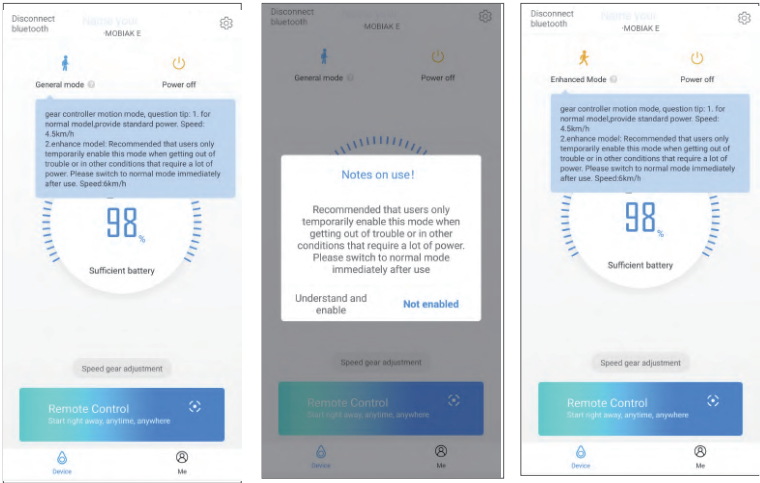 Disconnect
bluetooth
Name your
·MOBIAK E
General mode
Power off
gear controller motion mode, question tip: 1. for
normal model,provide standard power. Speed:
4.5km/h
2.enhance model: Recommended that users only
temporarily enable this mode when getting out of
trouble or in other conditions that require a lot of
power. Please switch to normal mode immediately
after use. Speed:6km/h
98%
Sufficient battery
Speed gear adjustment
Remote Control
Start right away, anytime, anywhere
Device
Me
Disconnect
bluetooth
Name your
·MOBIAK E
General mode
Power off
Notes on use!
Recommended that users only
temporarily enable this mode when
getting out of trouble or in other
conditions that require a lot of power.
Please switch to normal mode
immediately after use
Understand and
enable
Not enabled
Speed gear adjustment
Remote Control
Start right away, anytime, anywhere
Device
Me
Disconnect
bluetooth
Name your
·MOBIAK E
Enhanced Mode
Power off
gear controller motion mode, question tip: 1. for
normal model,provide standard power. Speed:
4.5km/h
2.enhance model: Recommended that users only
temporarily enable this mode when getting out of
trouble or in other conditions that require a lot of
power. Please switch to normal mode immediately
after use. Speed:6km/h
98%
Sufficient battery
Speed gear adjustment
Remote Control
Start right away, anytime, anywhere
Device
Me